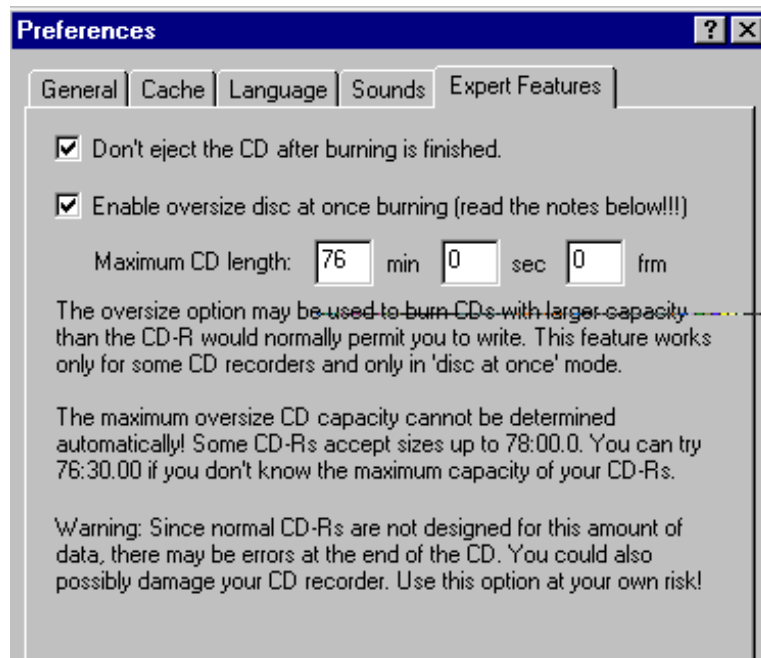 Preferences
General Cache Language Sounds Expert Features
Don't eject the CD after burning is finished.
Enable oversize disc at once burning (read the notes below!!!)
Maximum CD length: 76 min 0 sec 0 frm
The oversize option may be used to burn CDs with larger capacity
than the CD-R would normally permit you to write. This feature works
only for some CD recorders and only in 'disc at once' mode.
The maximum oversize CD capacity cannot be determined
automatically! Some CD-Rs accept sizes up to 78:00.0. You can try
76:30.00 if you don't know the maximum capacity of your CD-Rs.
Warning: Since normal CD-Rs are not designed for this amount of
data, there may be errors at the end of the CD. You could also
possibly damage your CD recorder. Use this option at your own risk!